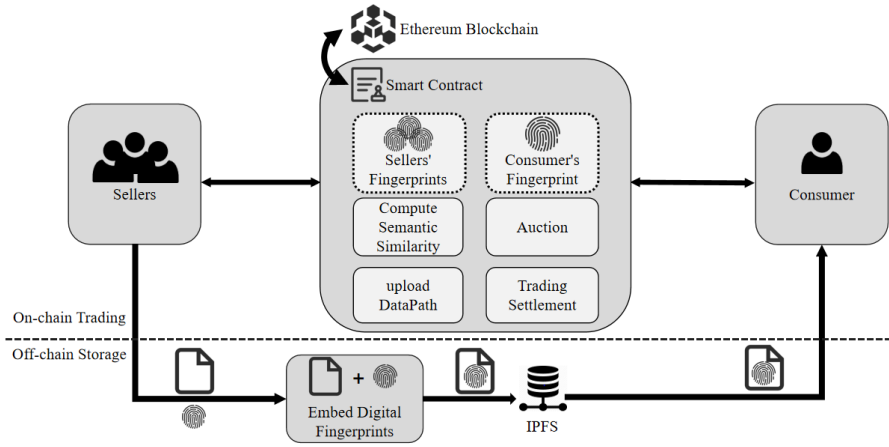 Ethereum Blockchain
Smart Contract
Sellers'
Fingerprints
Consumer's
Fingerprint
Sellers
Consumer
Compute
Semantic
Similarity
Auction
upload
DataPath
Trading
Settlement
On-chain Trading
Off-chain Storage
+
Embed Digital
Fingerprints
IPFS